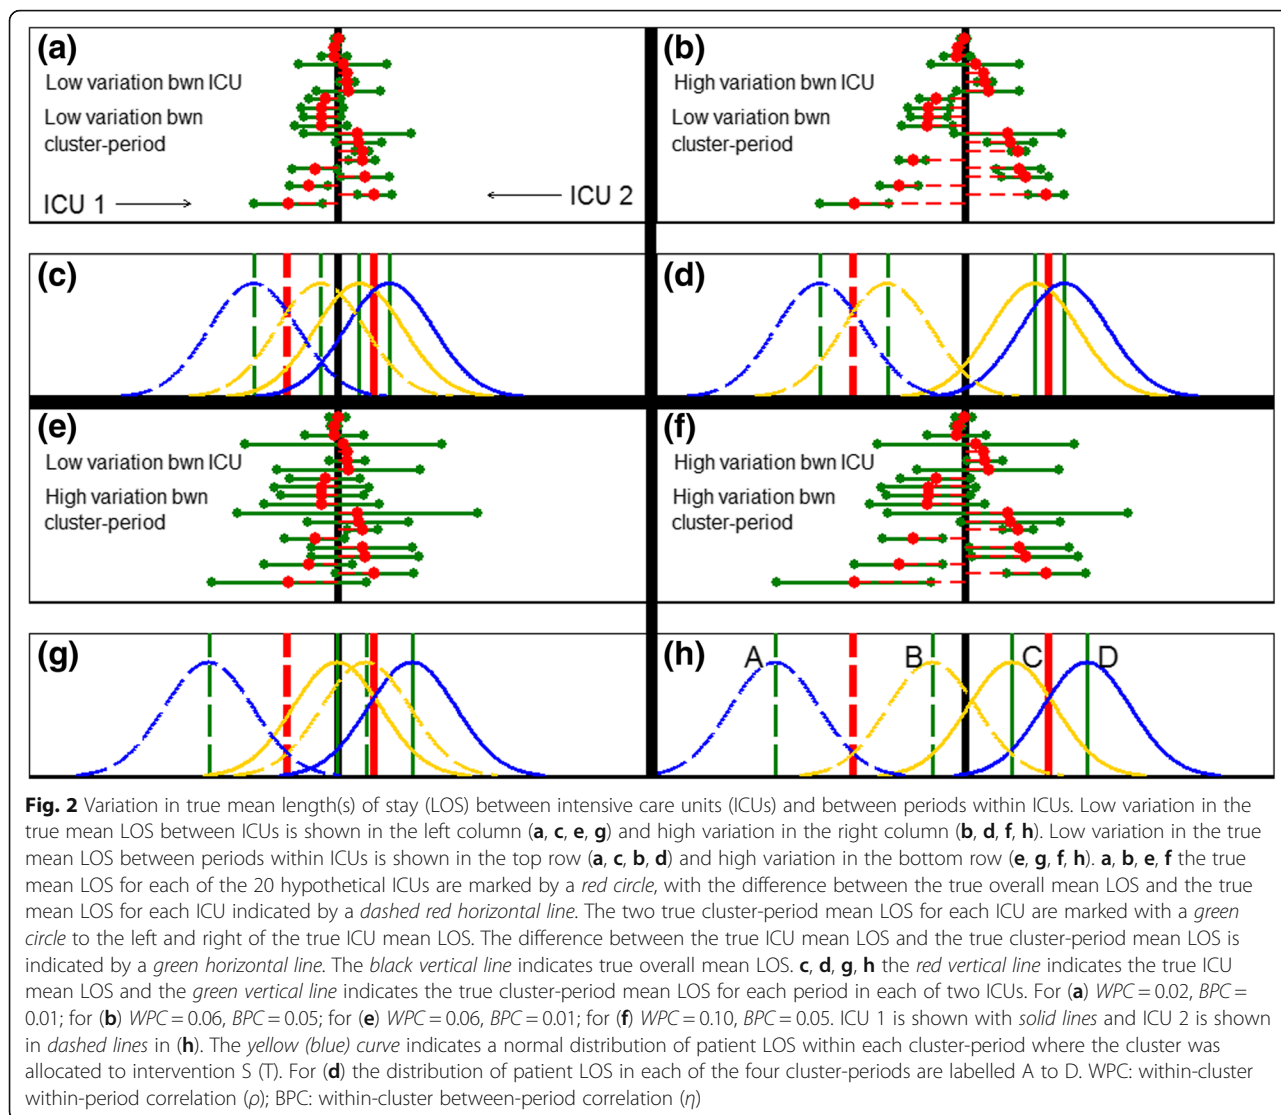 (a)
Low variation bwn ICU
Low variation bwn
cluster-period
ICU 1
ICU 2
(b)
High variation bwn ICU
Low variation bwn
cluster-period
(c)
(d)
(e)
Low variation bwn ICU
High variation bwn
cluster-period
(f)
High variation bwn ICU
High variation bwn
cluster-period
(g)
(h)
A
B
C
D
Fig. 2 Variation in true mean length(s) of stay (LOS) between intensive care units (ICUs) and between periods within ICUs. Low variation in the
true mean LOS between ICUs is shown in the left column (a, c, e, g) and high variation in the right column (b, d, f, h). Low variation in the true
mean LOS between periods within ICUs is shown in the top row (a, c, b, d) and high variation in the bottom row (e, g, f, h). a, b, e, f the true
mean LOS for each of the 20 hypothetical ICUs are marked by a red circle, with the difference between the true overall mean LOS and the true
mean LOS for each ICU indicated by a dashed red horizontal line. The two true cluster-period mean LOS for each ICU are marked with a green
circle to the left and right of the true ICU mean LOS. The difference between the true ICU mean LOS and the true cluster-period mean LOS is
indicated by a green horizontal line. The black vertical line indicates true overall mean LOS. c, d, g, h the red vertical line indicates the true ICU
mean LOS and the green vertical line indicates the true cluster-period mean LOS for each period in each of two ICUs. For (a) WPC = 0.02, BPC =
0.01; for (b) WPC = 0.06, BPC = 0.05; for (e) WPC = 0.06, BPC = 0.01; for (f) WPC = 0.10, BPC = 0.05. ICU 1 is shown with solid lines and ICU 2 is shown
in dashed lines in (h). The yellow (blue) curve indicates a normal distribution of patient LOS within each cluster-period where the cluster was
allocated to intervention S (T). For (d) the distribution of patient LOS in each of the four cluster-periods are labelled A to D. WPC: within-cluster
within-period correlation (ρ); BPC: within-cluster between-period correlation (η)